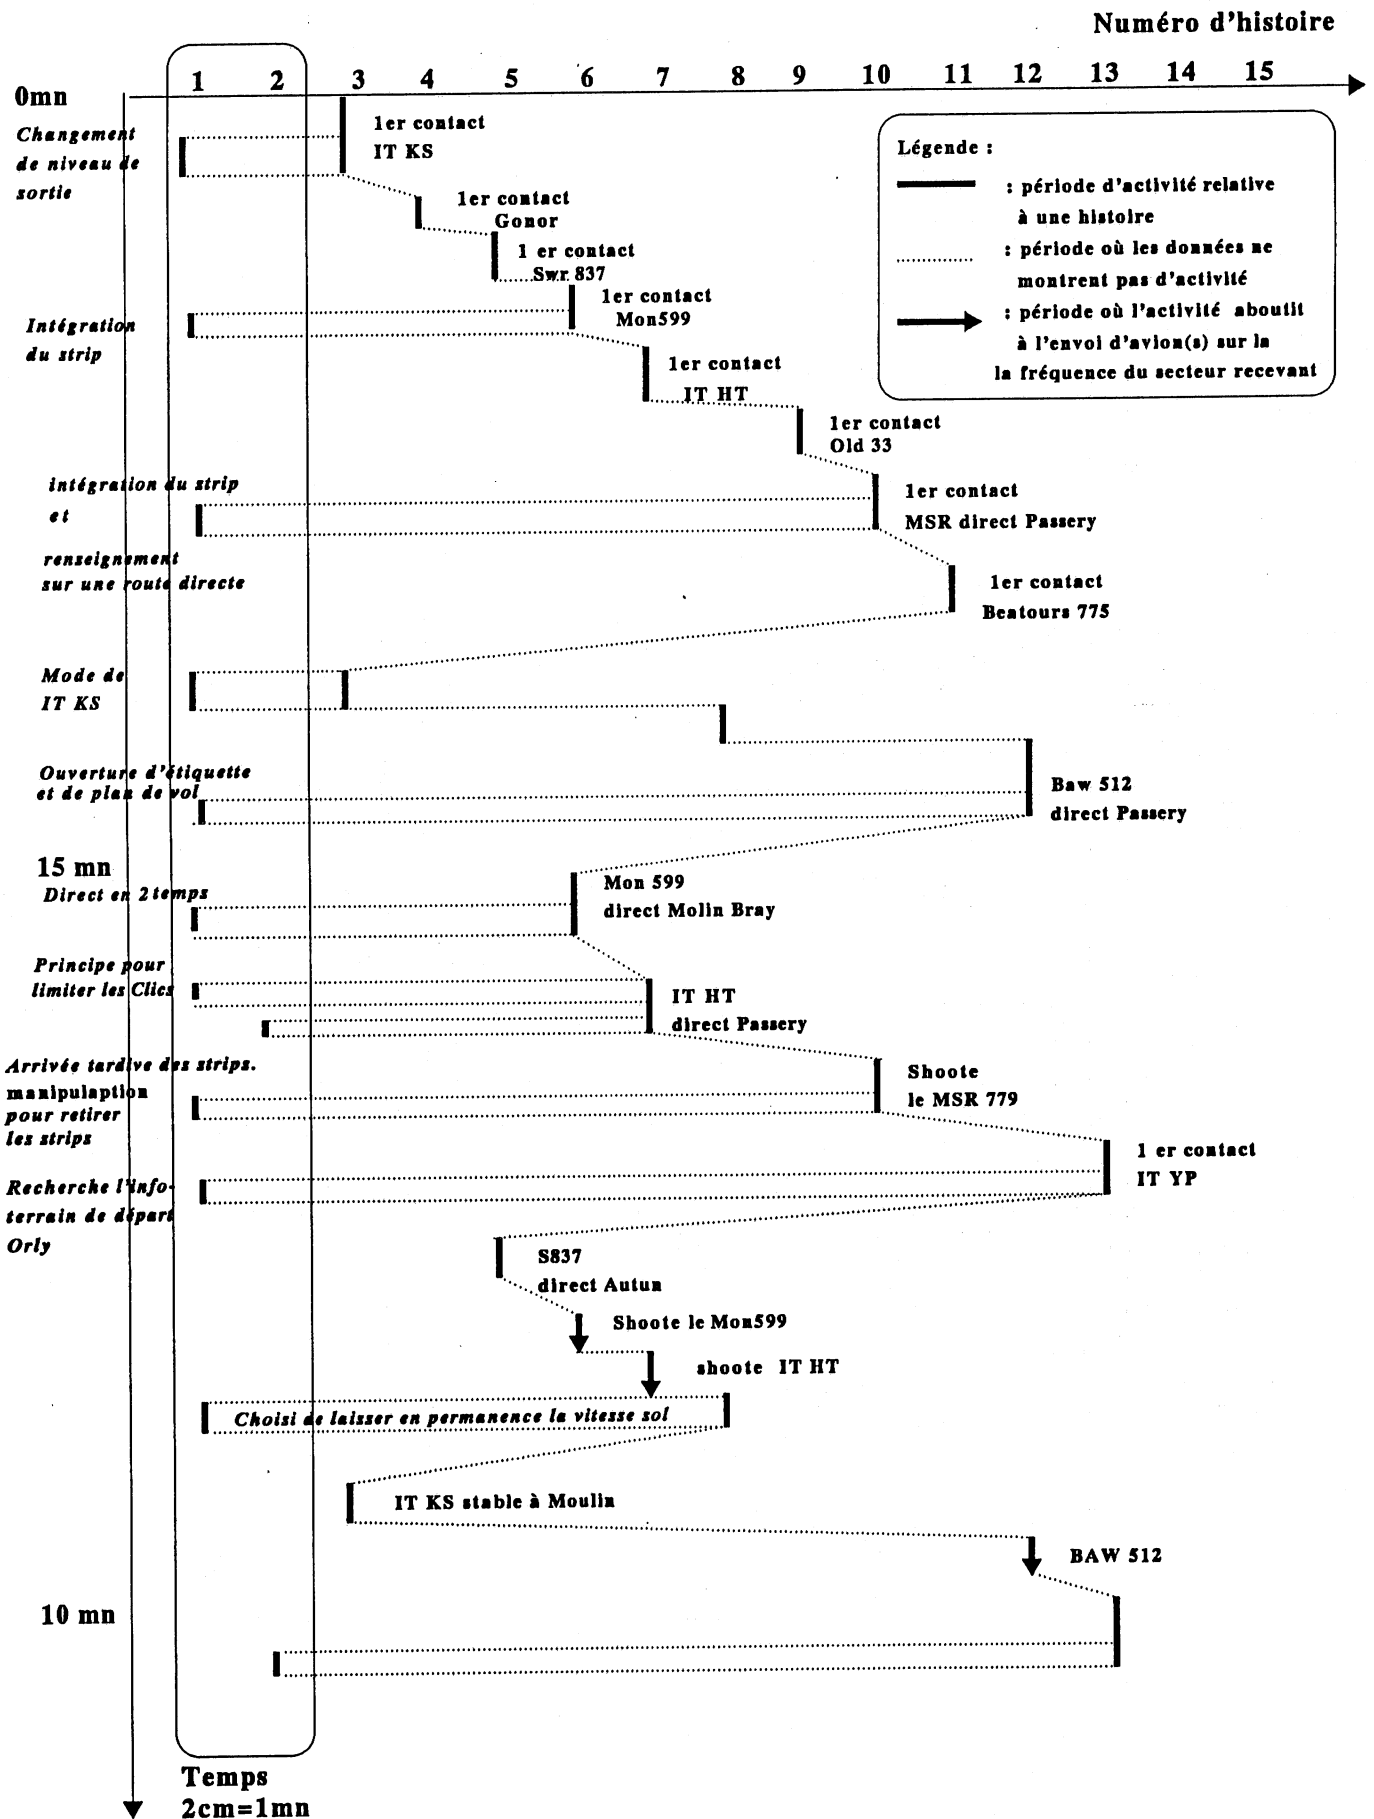 Numéro d'histoire
1 2 3 4 5 6 7 8 9 10 11 12 13 14 15
0mn
Changement
de niveau de
sortie
1er contact
IT KS
Légende :
: période d'activité relative
à une histoire
: période où les données ne
montrent pas d'activité
: période où l'activité aboutit
à l'envoi d'avion(s) sur la
la fréquence du secteur recevant
1er contact
Gonor
1 er contact
Swr 837
1er contact
Mon599
Intégration
du strip
1er contact
IT HT
1er contact
Old 33
intégration du strip
et
renseignement
sur une route directe
1er contact
MSR direct Passery
1er contact
Beatours 775
Mode de
IT KS
Ouverture d'étiquette
et de plan de vol
Baw 512
direct Passery
15 mn
Direct en 2 temps
Mon 599
direct Molin Bray
Principe pour
limiter les Clics
IT HT
direct Passery
Arrivée tardive des strips.
manipulaption
pour retirer
les strips
Shoote
le MSR 779
1 er contact
IT YP
Recherche l'info-
terrain de départ
Orly
S837
direct Autun
Shoote le Mon599
shoote IT HT
Choisi de laisser en permanence la vitesse sol
IT KS stable à Moulin
BAW 512
10 mn
Temps
2cm=1mn